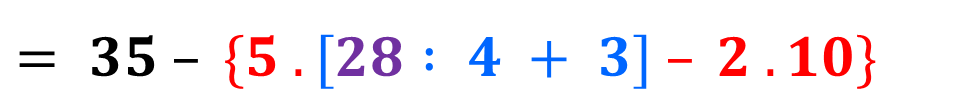 = 35 – {5 . [28 : 4 + 3] – 2 . 10}